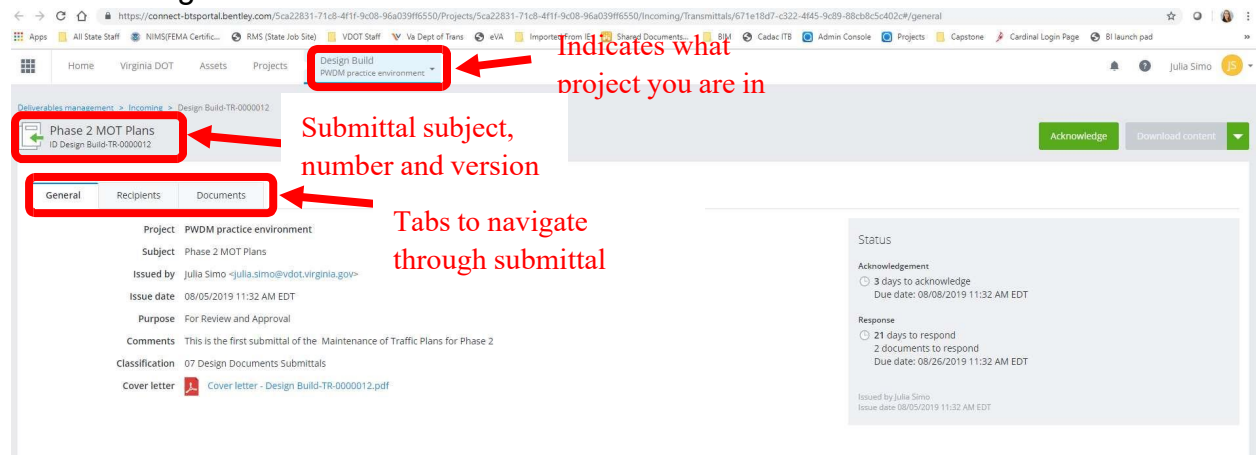 https://connect-btsportal.bentley.com/5ca22831-71c8-4f1f-9c08-96a039ff6550/Projects/5ca22831-71c8-4f1f-9c08-96a039ff6550/Incoming/Transmittals/671e18d7-c322-4f45-9c89-88cb8c5c402c#/general
Apps All State Staff NIMS(FEMA Certific... RMS (State Job Site) VDOT Staff Va Dept of Trans eVA Imported From IE Shared Documents... BIM Cadac ITB Admin Console Projects Capstone Cardinal Login Page BI launch pad »
Indicates what
project you are in
Home Virginia DOT Assets Projects Design Build
PWDM practice environment
Julia Simo JS
Deliverables management > Incoming > Design Build-TR-0000012
Phase 2 MOT Plans
ID Design Build-TR-0000012
Submittal subject,
number and version
Acknowledge Download content
General Recipients Documents
Tabs to navigate
through submittal
Project PWDM practice environment
Subject Phase 2 MOT Plans
Issued by Julia Simo <julia.simo@vdot.virginia.gov>
Issue date 08/05/2019 11:32 AM EDT
Purpose For Review and Approval
Comments This is the first submittal of the Maintenance of Traffic Plans for Phase 2
Classification 07 Design Documents Submittals
Cover letter Cover letter - Design Build-TR-0000012.pdf
Status
Acknowledgement
3 days to acknowledge
Due date: 08/08/2019 11:32 AM EDT
Response
21 days to respond
2 documents to respond
Due date: 08/26/2019 11:32 AM EDT
Issued by Julia Simo
Issue date 08/05/2019 11:32 AM EDT